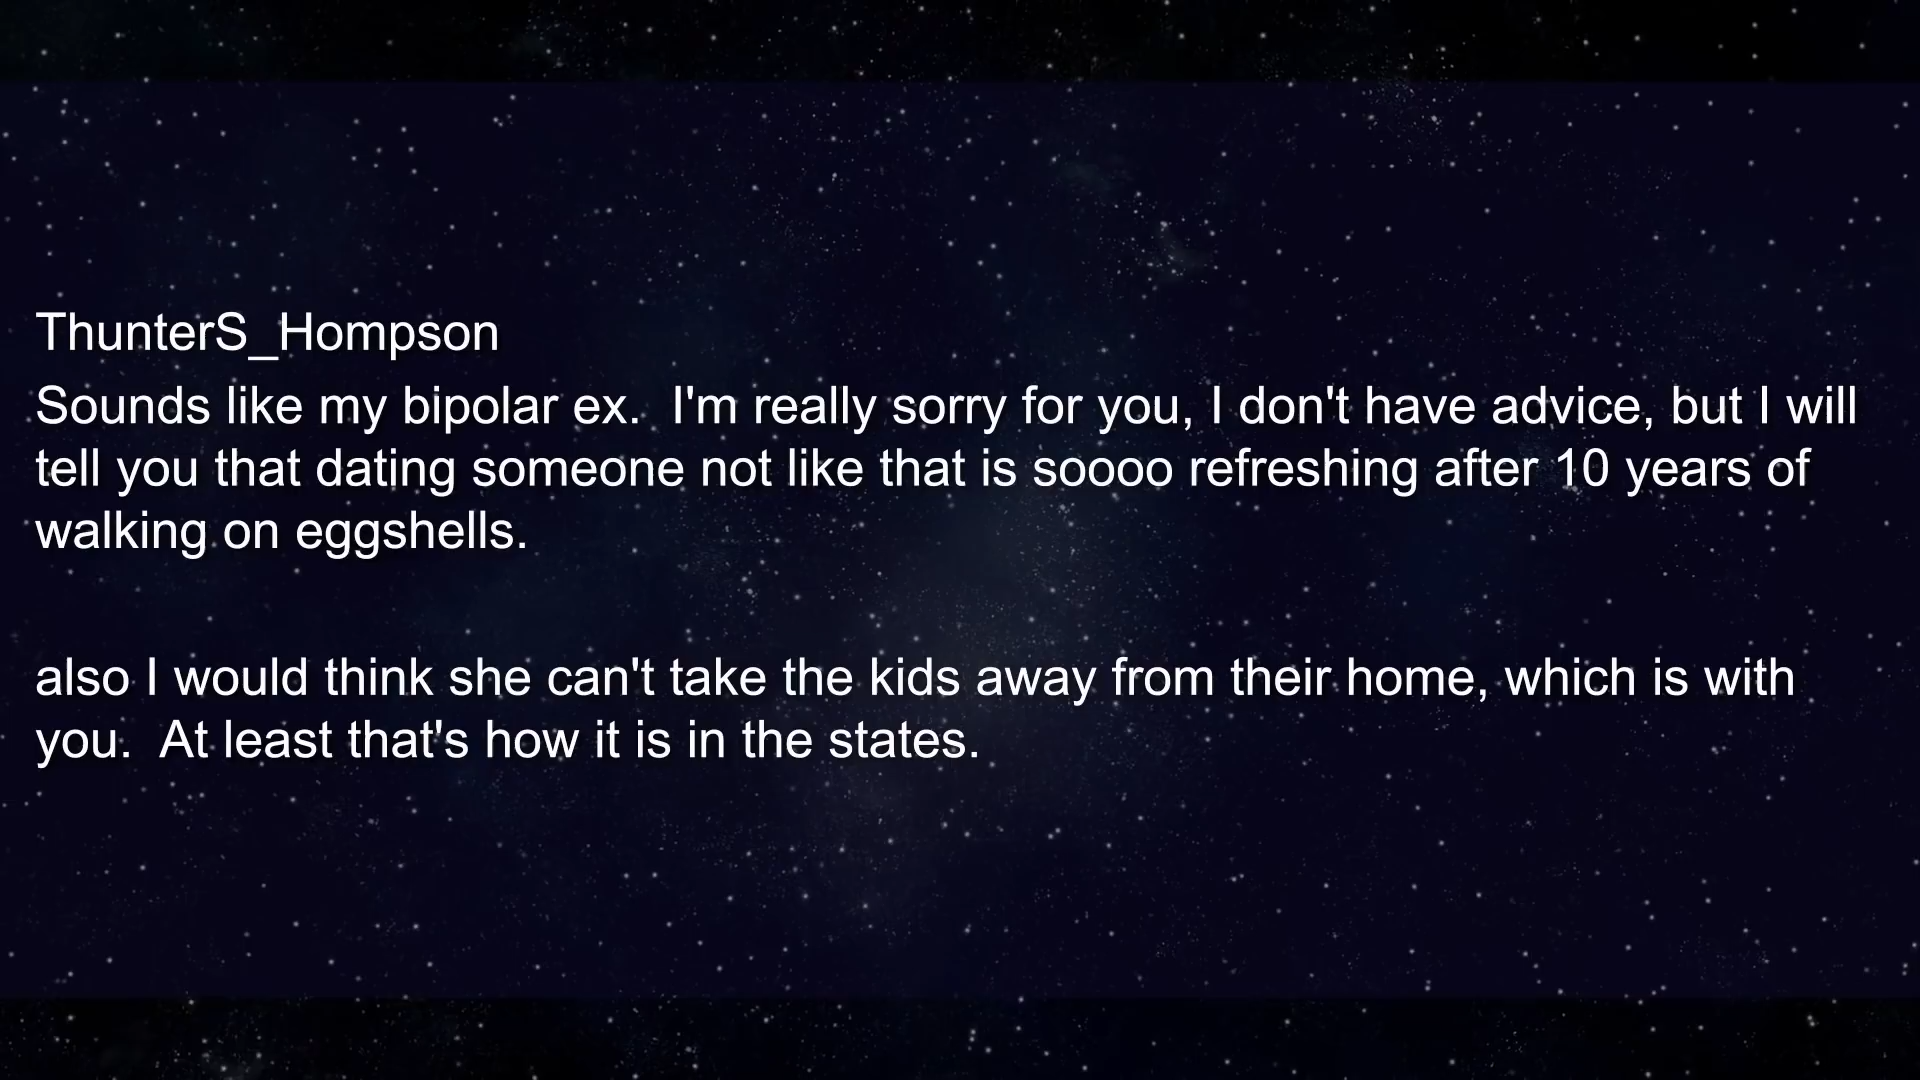 ThunterS_Hompson
Sounds like my bipolar ex.  I'm really sorry for you, I don't have advice, but I will
tell you that dating someone not like that is soooo refreshing after 10 years of
walking on eggshells.
also I would think she can't take the kids away from their home, which is with
you.  At least that's how it is in the states.